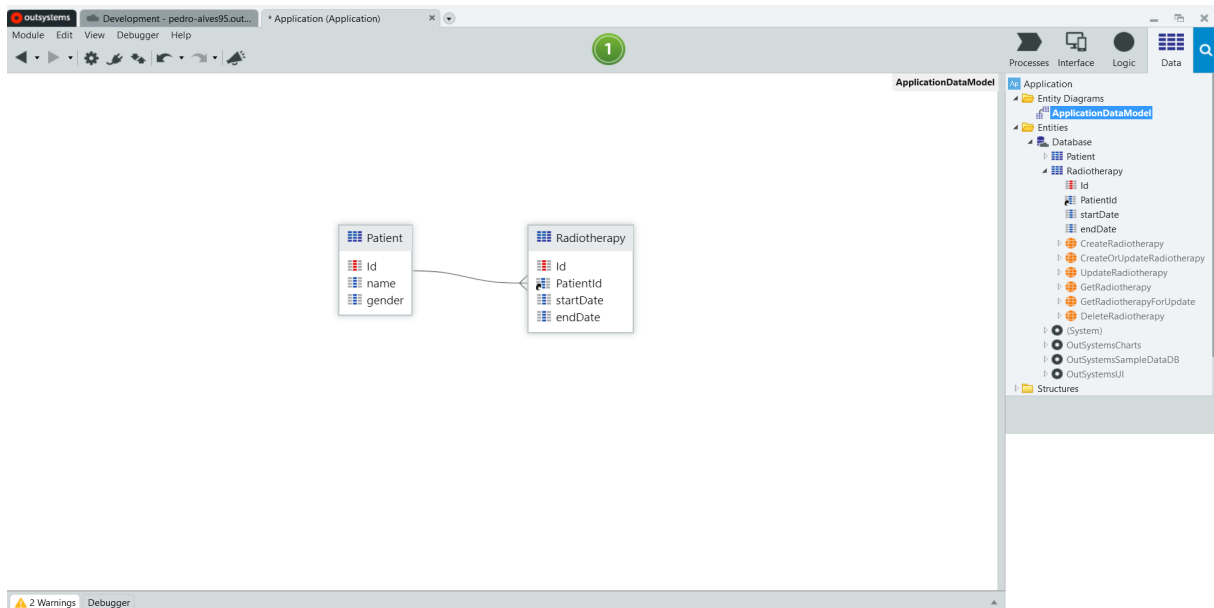 outsystems Development - pedro-alves95.out... * Application (Application)
Module Edit View Debugger Help
1
Processes Interface Logic Data
ApplicationDataModel
Patient
Id
name
gender
Radiotherapy
Id
PatientId
startDate
endDate
Ap Application
Entity Diagrams
ApplicationDataModel
Entities
Database
Patient
Radiotherapy
Id
PatientId
startDate
endDate
CreateRadiotherapy
CreateOrUpdateRadiotherapy
UpdateRadiotherapy
GetRadiotherapy
GetRadiotherapyForUpdate
DeleteRadiotherapy
(System)
OutSystemsCharts
OutSystemsSampleDataDB
OutSystemsUI
Structures
2 Warnings Debugger